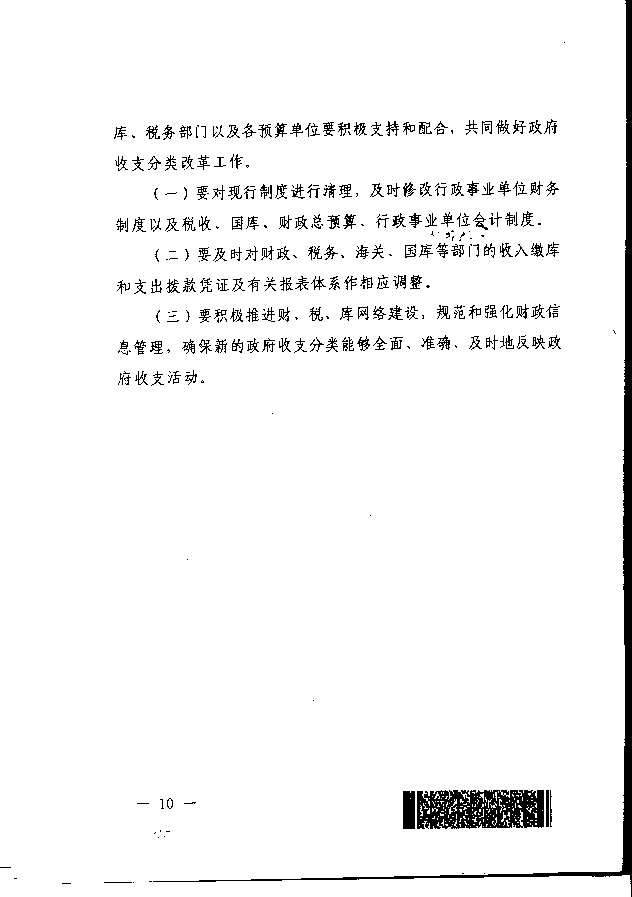 库、税务部门以及各预算单位要积极支持和配合，共同做好政府
收支分类改革工作。
（一）要对现行制度进行清理，及时修改行政事业单位财务
制度以及税收、国库、财政总预算、行政事业单位会计制度。
（二）要及时对财政、税务、海关、国库等部门的收入缴库
和支出拨款凭证及有关报表体系作相应调整。
（三）要积极推进财、税、库网络建设，规范和强化财政信
息管理，确保新的政府收支分类能够全面、准确、及时地反映政
府收支活动。
— 10 —